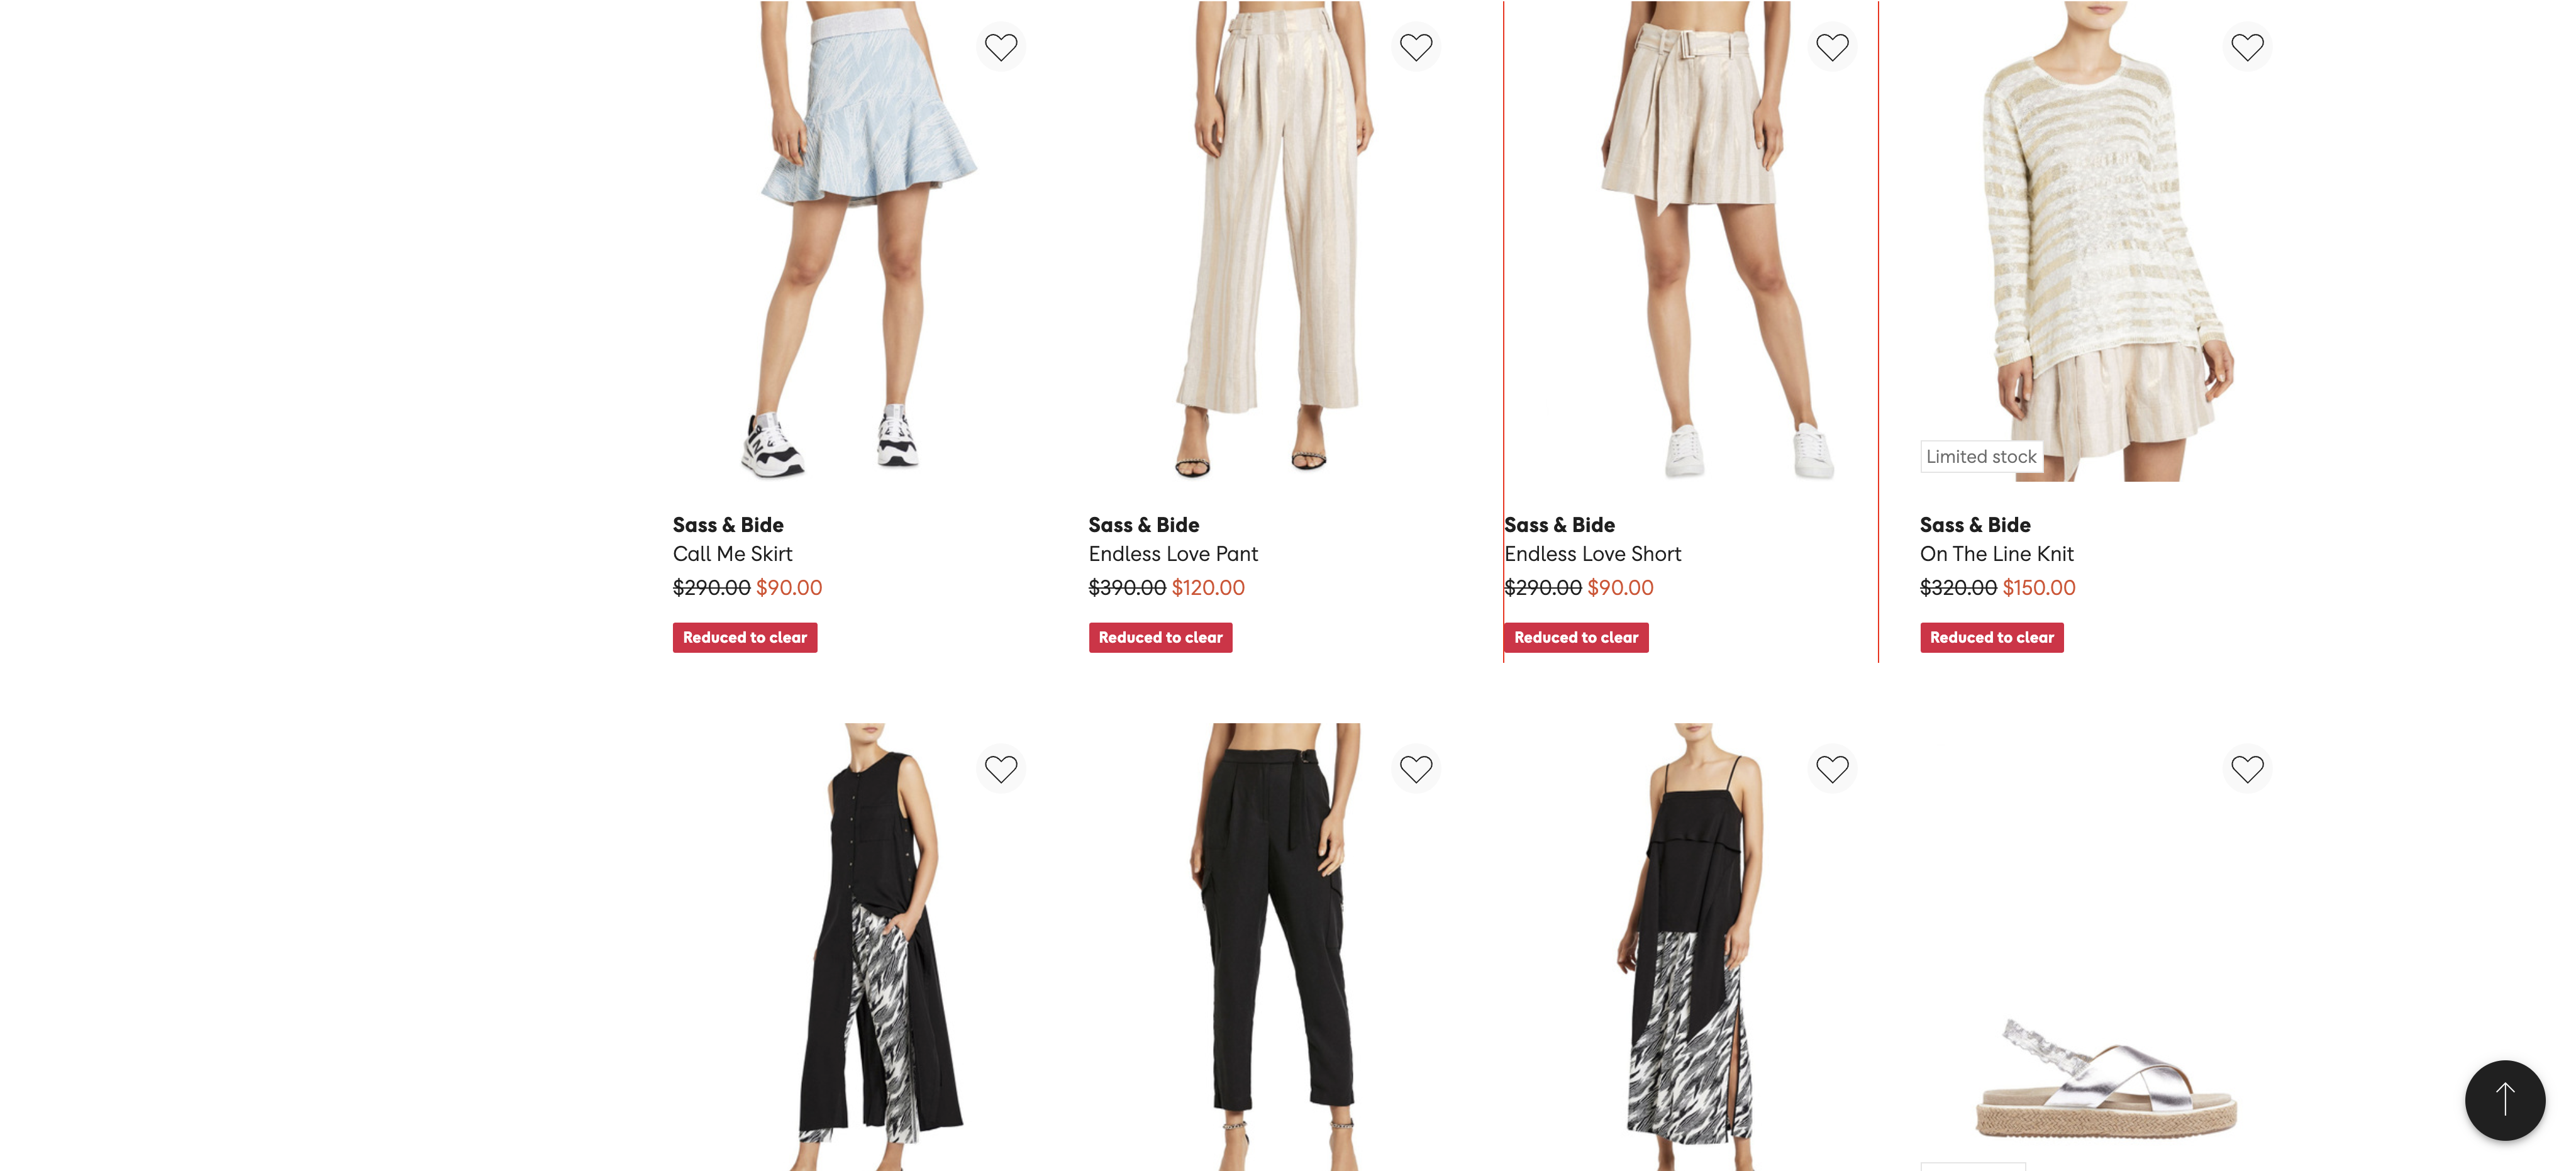 Limited stock
Sass & Bide
Call Me Skirt
$290.00 $90.00
Reduced to clear
Sass & Bide
Endless Love Pant
$390.00 $120.00
Reduced to clear
Sass & Bide
Endless Love Short
$290.00 $90.00
Reduced to clear
Sass & Bide
On The Line Knit
$320.00 $150.00
Reduced to clear